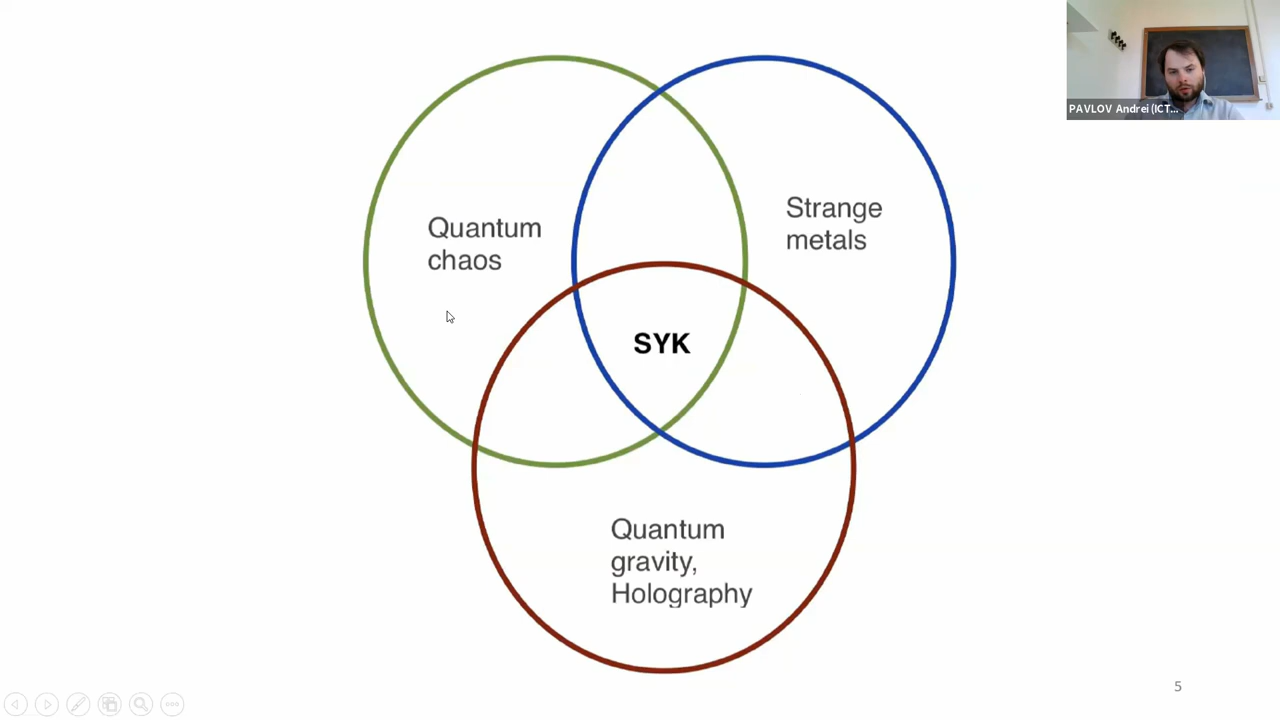 PAVLOV Andrei (ICT...
Quantum
chaos
Strange
metals
SYK
Quantum
gravity,
Holography
5